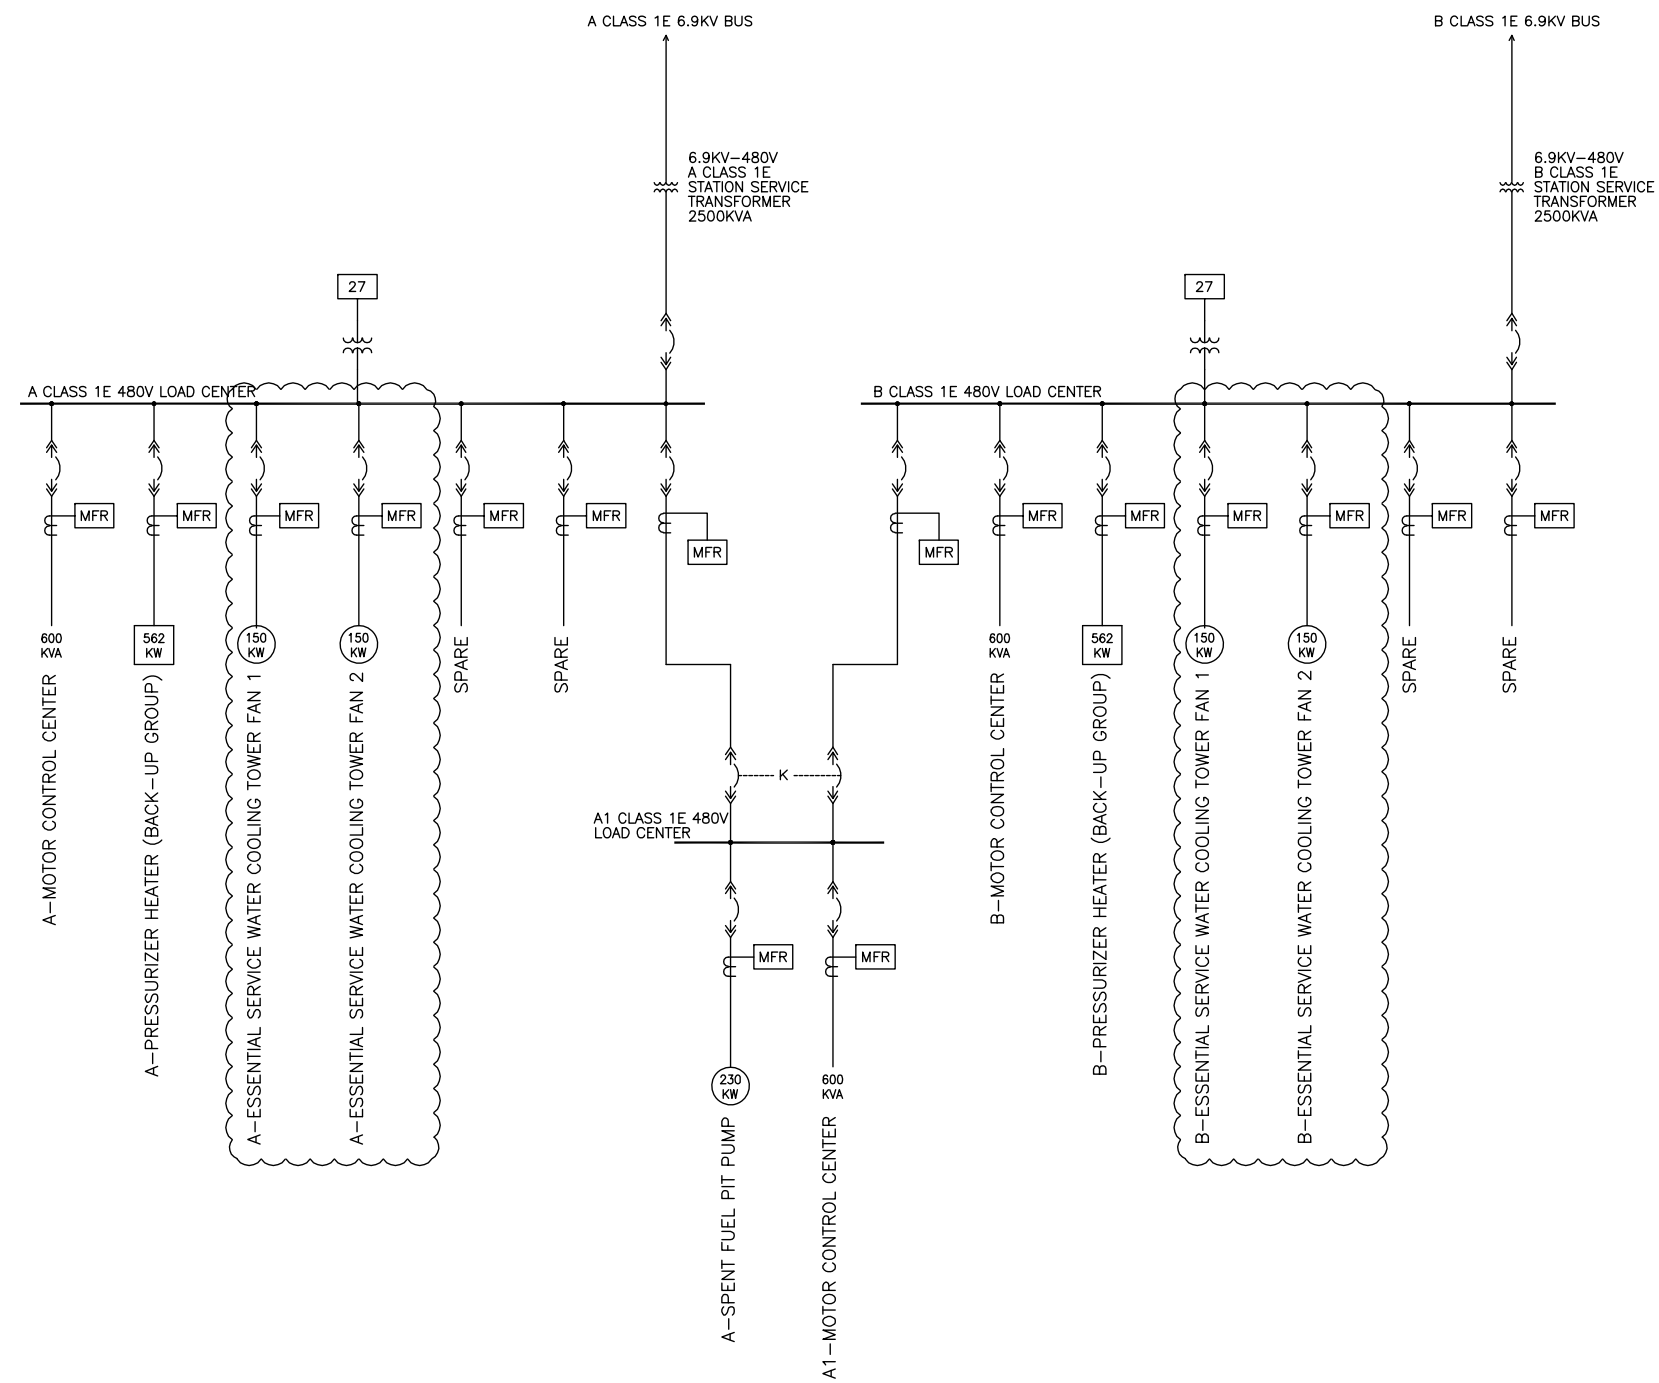 A CLASS 1E 6.9KV BUS
B CLASS 1E 6.9KV BUS
6.9KV-480V
A CLASS 1E
STATION SERVICE
TRANSFORMER
2500KVA
6.9KV-480V
B CLASS 1E
STATION SERVICE
TRANSFORMER
2500KVA
27
27
A CLASS 1E 480V LOAD CENTER
B CLASS 1E 480V LOAD CENTER
MFR
MFR
MFR
MFR
MFR
MFR
MFR
MFR
MFR
MFR
MFR
MFR
MFR
MFR
600
KVA
A-MOTOR CONTROL CENTER
562
KW
A-PRESSURIZER HEATER (BACK-UP GROUP)
150
KW
A-ESSENTIAL SERVICE WATER COOLING TOWER FAN 1
150
KW
A-ESSENTIAL SERVICE WATER COOLING TOWER FAN 2
SPARE
SPARE
600
KVA
B-MOTOR CONTROL CENTER
562
KW
B-PRESSURIZER HEATER (BACK-UP GROUP)
150
KW
B-ESSENTIAL SERVICE WATER COOLING TOWER FAN 1
150
KW
B-ESSENTIAL SERVICE WATER COOLING TOWER FAN 2
SPARE
SPARE
K
A1 CLASS 1E 480V
LOAD CENTER
MFR
MFR
230
KW
A-SPENT FUEL PIT PUMP
600
KVA
A1-MOTOR CONTROL CENTER